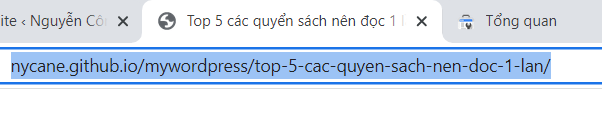 ite ‹ Nguyễn Cô
Top 5 các quyển sách nên đọc 1 l
Tổng quan
nycane.github.io/mywordpress/top-5-cac-quyen-sach-nen-doc-1-lan/